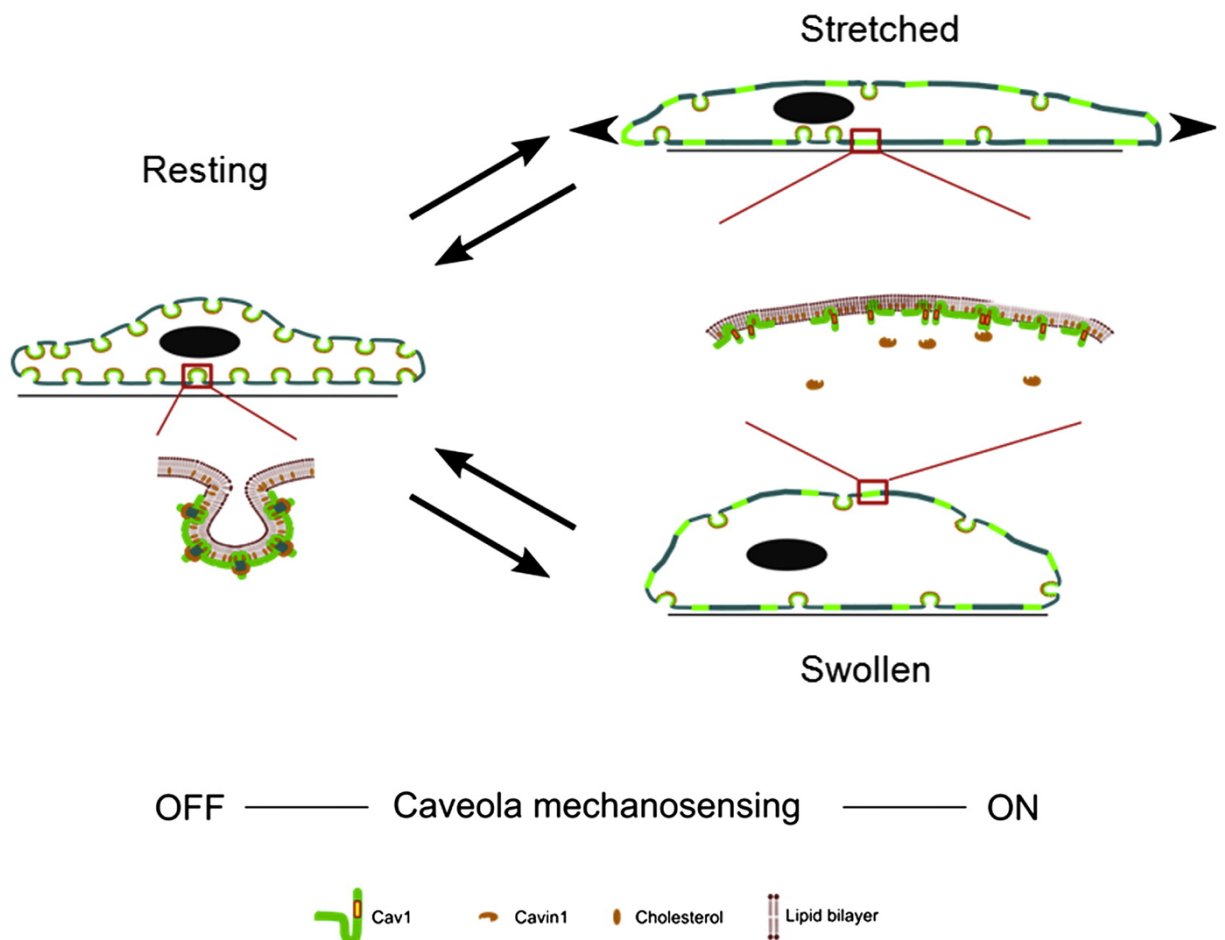 Stretched
Resting
Swollen
OFF Caveola mechanosensing ON
Cav1 Cavin1 Cholesterol Lipid bilayer